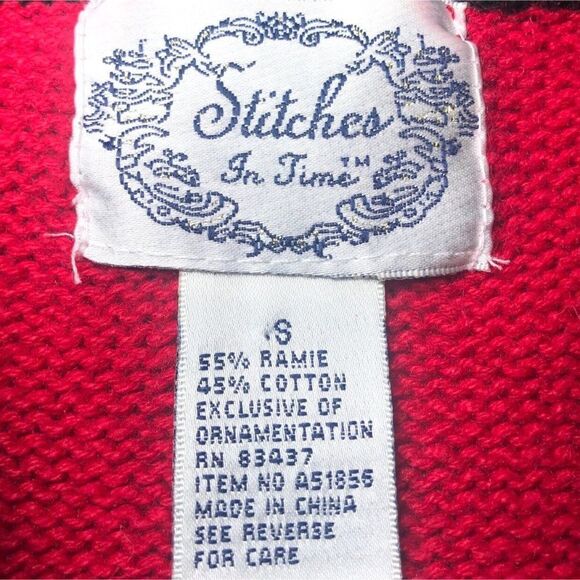 Stitches
In Time™
S
55% RAMIE
45% COTTON
EXCLUSIVE OF
ORNAMENTATION
RN 83437
ITEM NO A51856
MADE IN CHINA
SEE REVERSE
FOR CARE